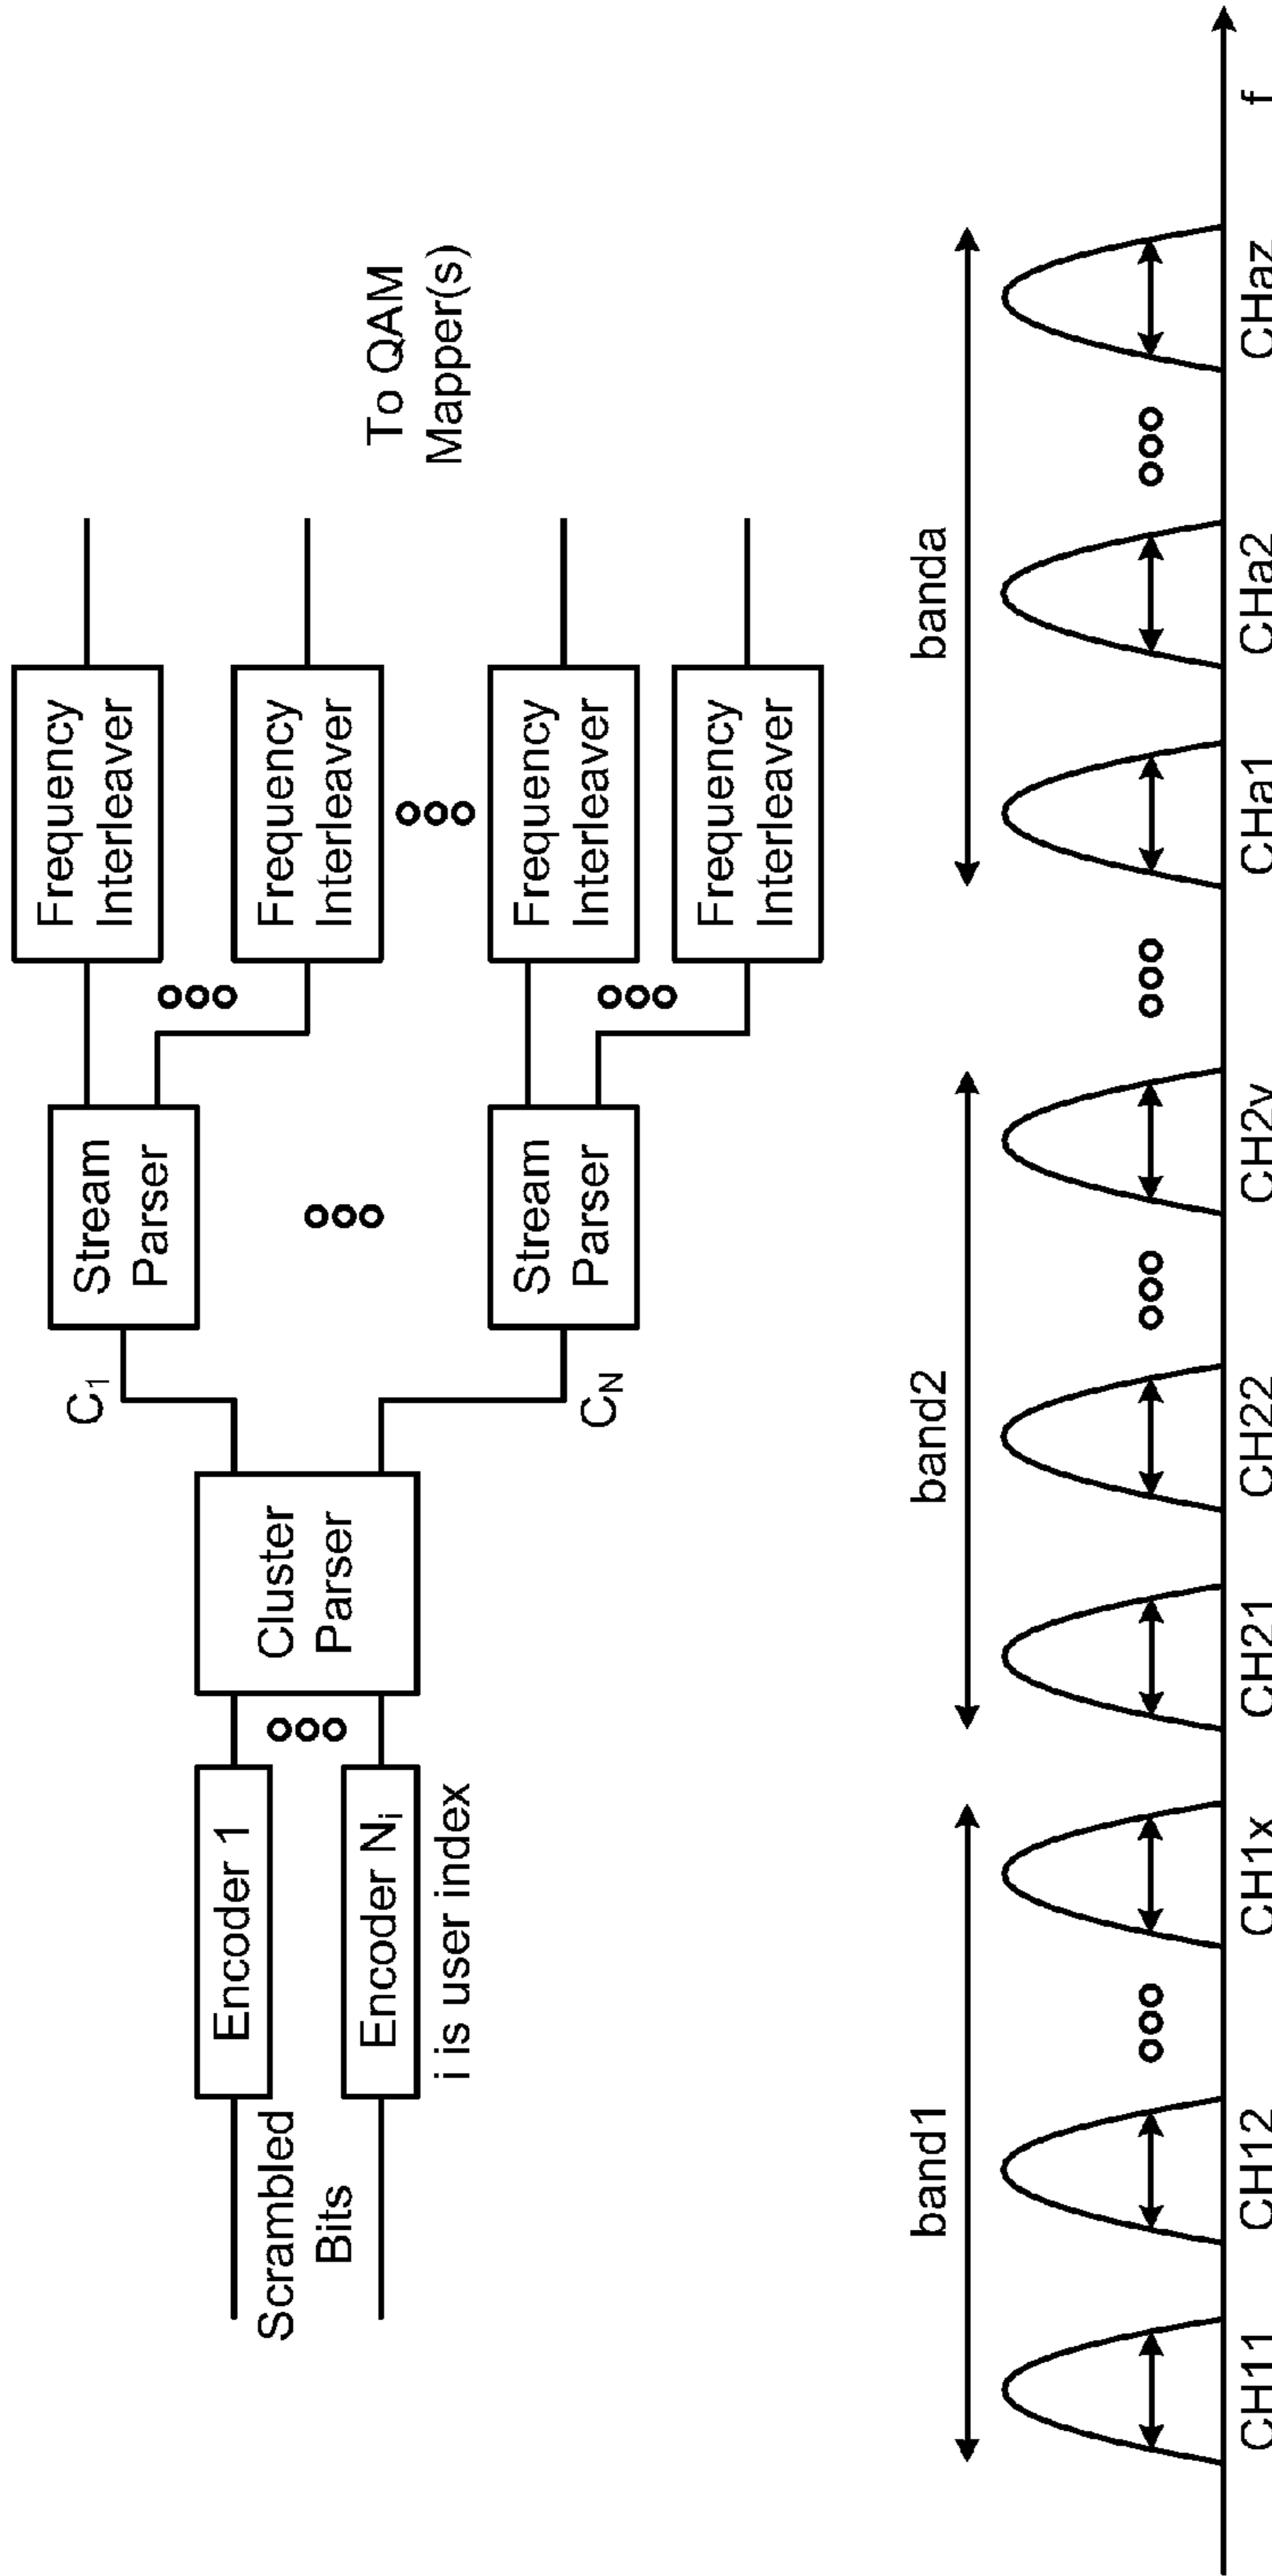 Scrambled
Bits
Encoder 1
Encoder Nᵢ
i is user index
Cluster
Parser
C₁
C_N
Stream
Parser
Stream
Parser
Frequency
Interleaver
Frequency
Interleaver
Frequency
Interleaver
Frequency
Interleaver
To QAM
Mapper(s)
band1
band2
banda
CH11
CH12
CH1x
CH21
CH22
CH2y
CHa1
CHa2
CHaz
f